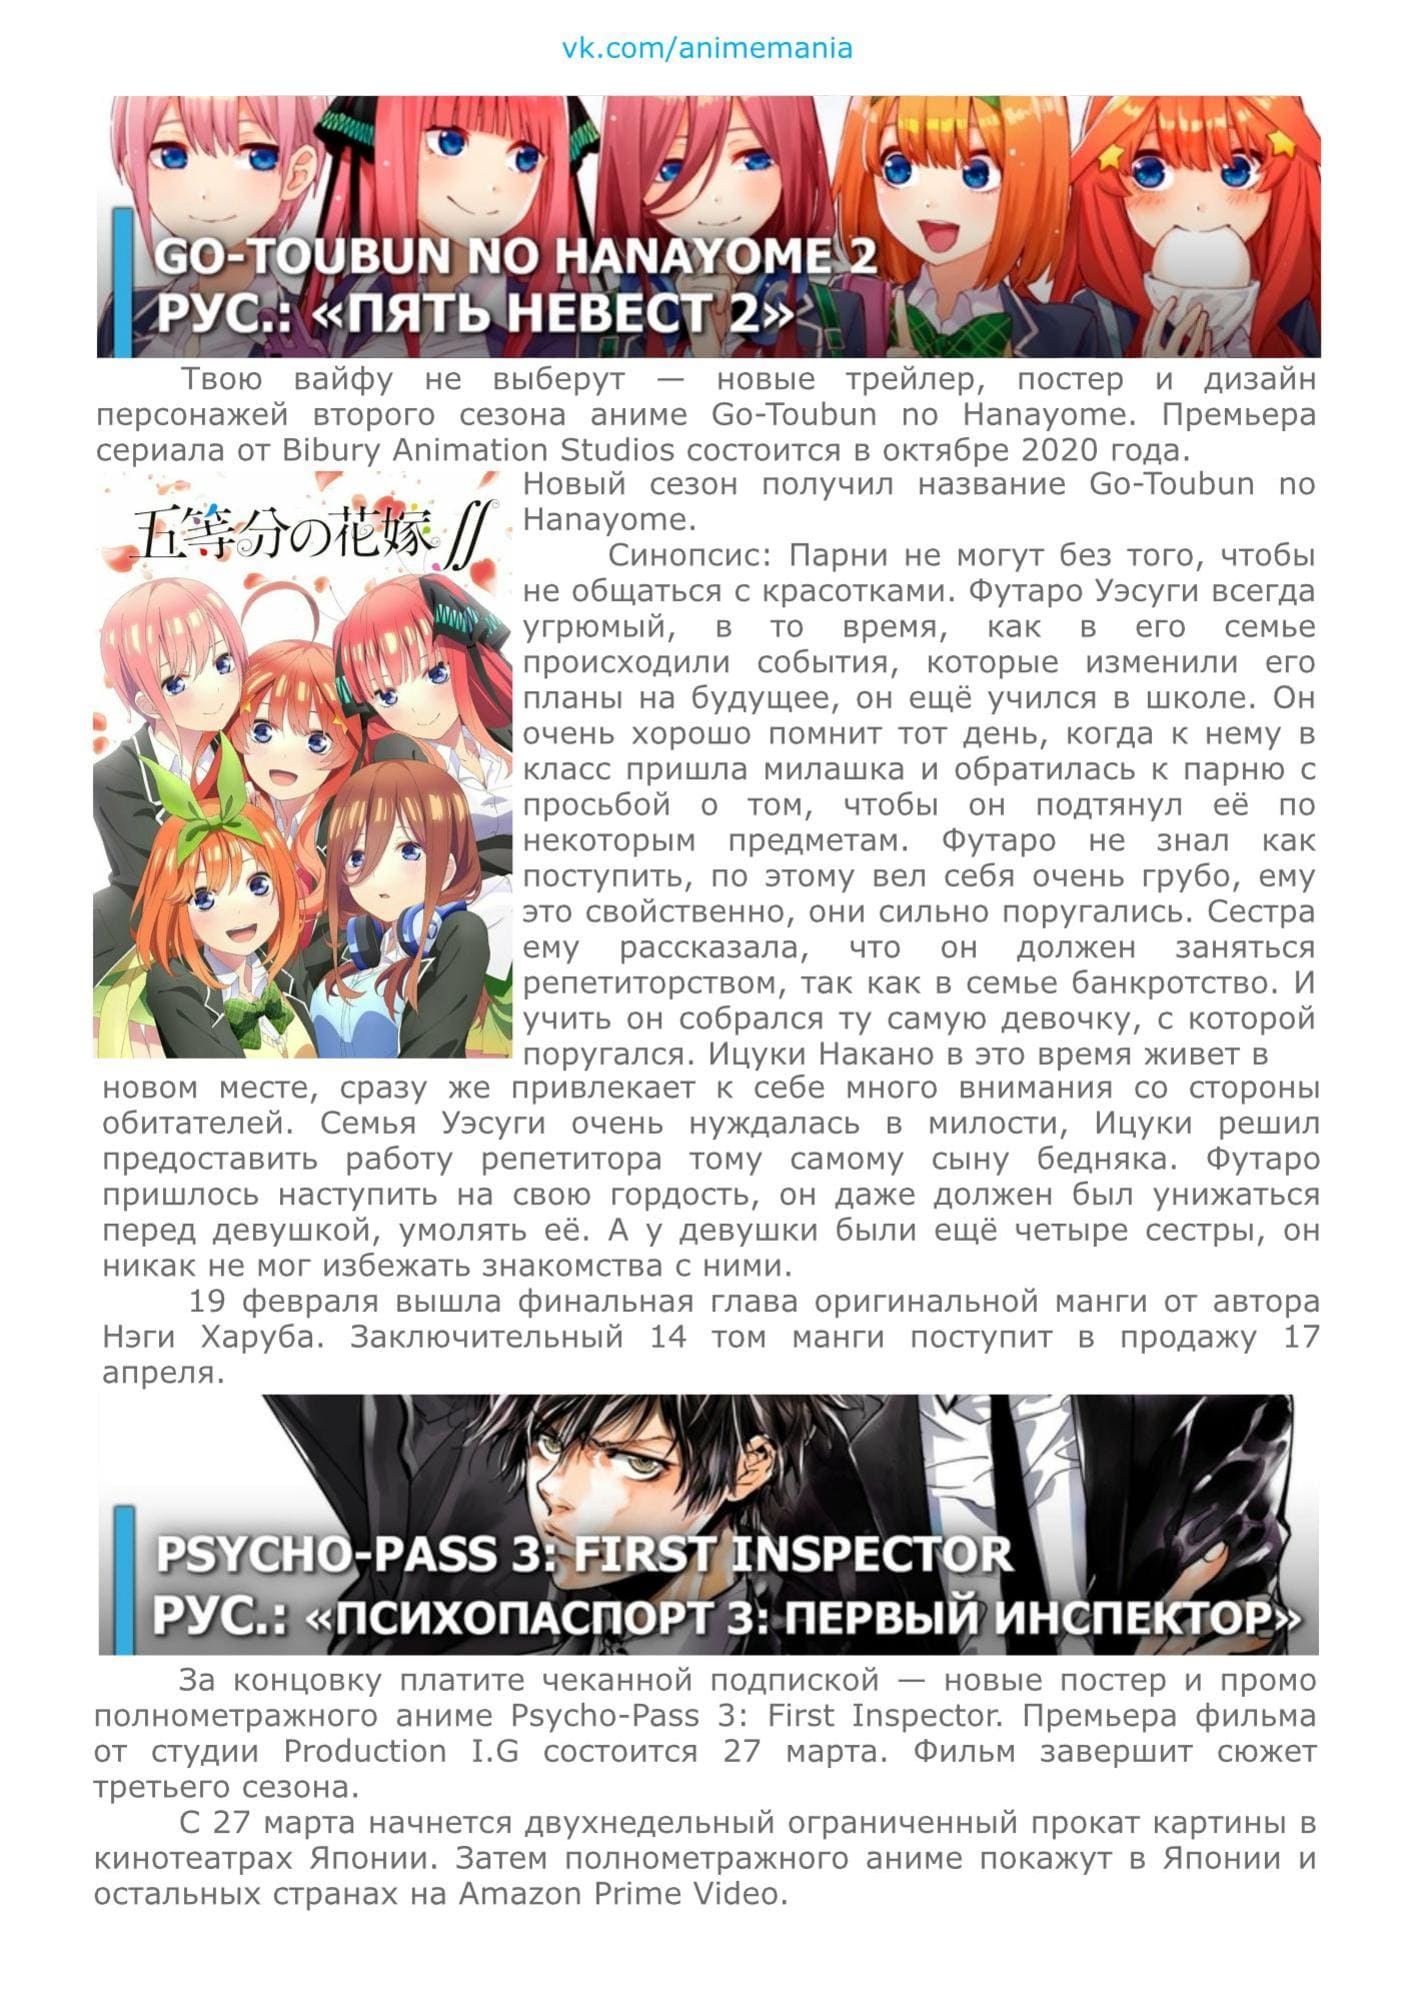 vk.com/animemania
GO-TOUBUN NO HANAYOME 2
РУС.: «ПЯТЬ НЕВЕСТ 2»
Твою вайфу не выберут — новые трейлер, постер и дизайн
персонажей второго сезона аниме Go-Toubun no Hanayome. Премьера
сериала от Bibury Animation Studios состоится в октябре 2020 года.
五等分の花嫁∬
Новый сезон получил название Go-Toubun no
Hanayome.
Синопсис: Парни не могут без того, чтобы
не общаться с красотками. Футаро Уэсуги всегда
угрюмый, в то время, как в его семье
происходили события, которые изменили его
планы на будущее, он ещё учился в школе. Он
очень хорошо помнит тот день, когда к нему в
класс пришла милашка и обратилась к парню с
просьбой о том, чтобы он подтянул её по
некоторым предметам. Футаро не знал как
поступить, по этому вел себя очень грубо, ему
это свойственно, они сильно поругались. Сестра
ему рассказала, что он должен заняться
репетиторством, так как в семье банкротство. И
учить он собрался ту самую девочку, с которой
поругался. Ицуки Накано в это время живет в
новом месте, сразу же привлекает к себе много внимания со стороны
обитателей. Семья Уэсуги очень нуждалась в милости, Ицуки решил
предоставить работу репетитора тому самому сыну бедняка. Футаро
пришлось наступить на свою гордость, он даже должен был унижаться
перед девушкой, умолять её. А у девушки были ещё четыре сестры, он
никак не мог избежать знакомства с ними.
19 февраля вышла финальная глава оригинальной манги от автора
Нэги Харуба. Заключительный 14 том манги поступит в продажу 17
апреля.
PSYCHO-PASS 3: FIRST INSPECTOR
РУС.: «ПСИХОПАСПОРТ 3: ПЕРВЫЙ ИНСПЕКТОР»
За концовку платите чеканной подпиской — новые постер и промо
полнометражного аниме Psycho-Pass 3: First Inspector. Премьера фильма
от студии Production I.G состоится 27 марта. Фильм завершит сюжет
третьего сезона.
С 27 марта начнется двухнедельный ограниченный прокат картины в
кинотеатрах Японии. Затем полнометражного аниме покажут в Японии и
остальных странах на Amazon Prime Video.